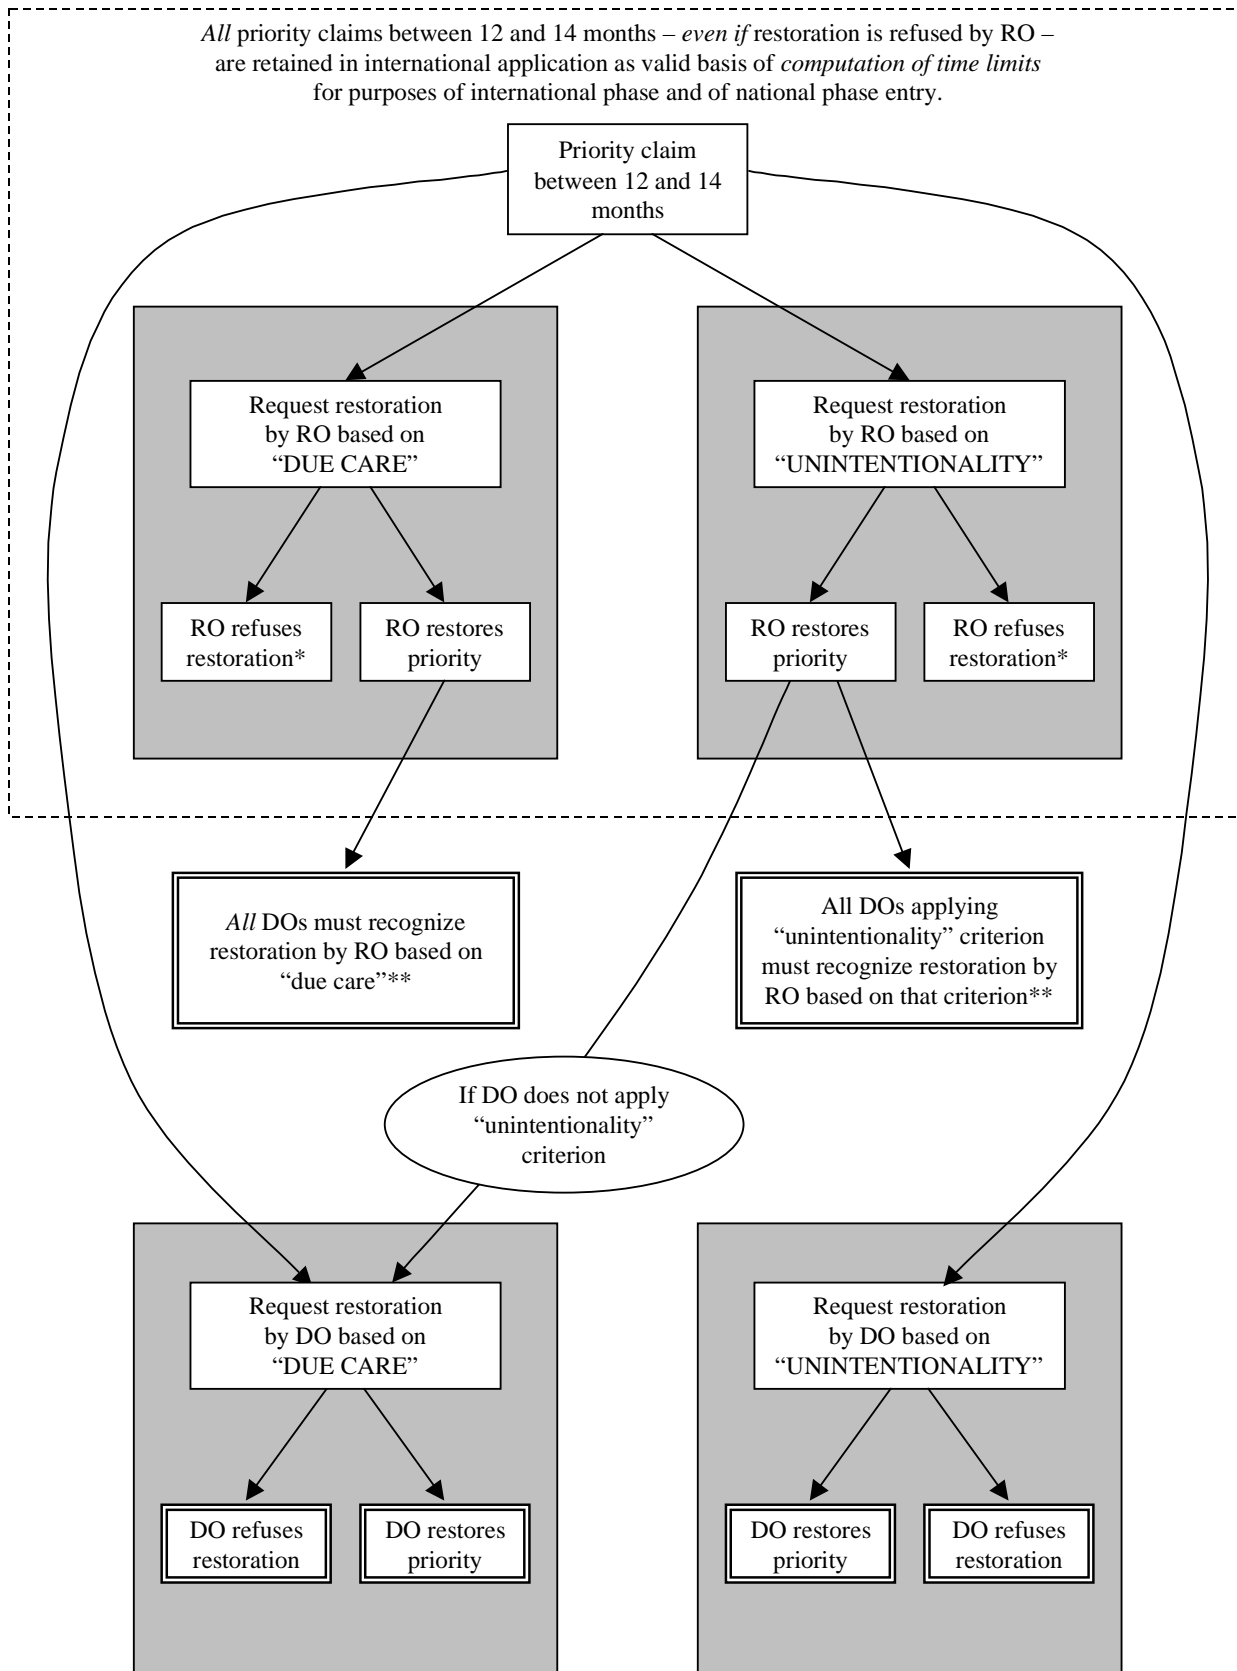 All priority claims between 12 and 14 months – even if restoration is refused by RO –
are retained in international application as valid basis of computation of time limits
for purposes of international phase and of national phase entry.
Priority claim
between 12 and 14
months
Request restoration
by RO based on
“DUE CARE”
Request restoration
by RO based on
“UNINTENTIONALITY”
RO refuses
restoration*
RO restores
priority
RO restores
priority
RO refuses
restoration*
All DOs must recognize
restoration by RO based on
“due care”**
All DOs applying
“unintentionality” criterion
must recognize restoration by
RO based on that criterion**
If DO does not apply
“unintentionality”
criterion
Request restoration
by DO based on
“DUE CARE”
Request restoration
by DO based on
“UNINTENTIONALITY”
DO refuses
restoration
DO restores
priority
DO restores
priority
DO refuses
restoration